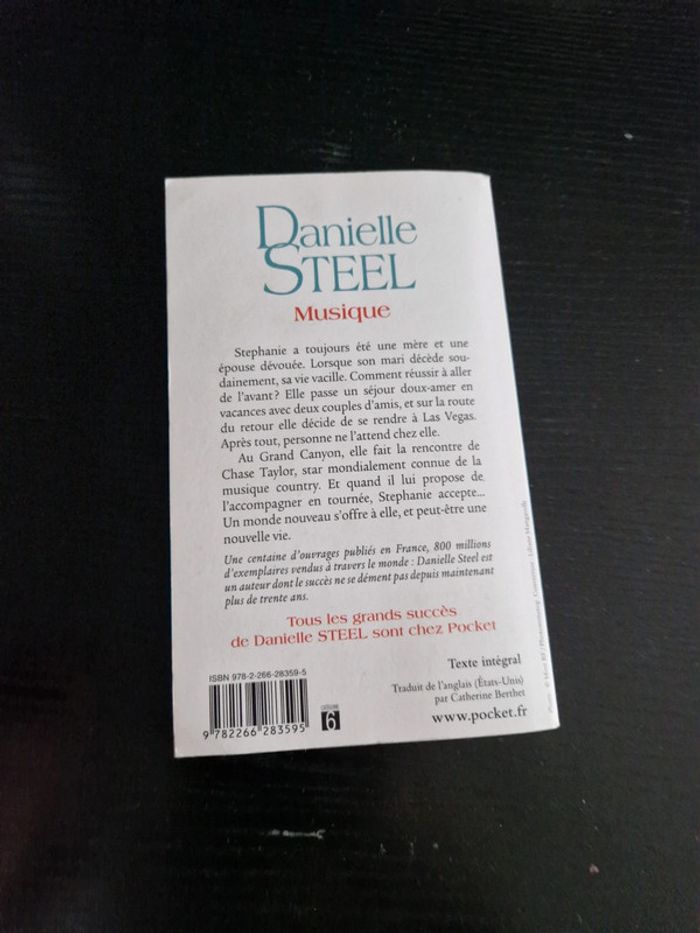 Danielle
STEEL
Musique
Stephanie a toujours été une mère et une
épouse dévouée. Lorsque son mari décède sou-
dainement, sa vie vacille. Comment réussir à aller
de l'avant ? Elle passe un séjour doux-amer en
vacances avec deux couples d'amis, et sur la route
du retour elle décide de se rendre à Las Vegas.
Après tout, personne ne l'attend chez elle.
Au Grand Canyon, elle fait la rencontre de
Chase Taylor, star mondialement connue de la
musique country. Et quand il lui propose de
l'accompagner en tournée, Stephanie accepte...
Un monde nouveau s'offre à elle, et peut-être une
nouvelle vie.
Une centaine d'ouvrages publiés en France, 800 millions
d'exemplaires vendus à travers le monde : Danielle Steel est
un auteur dont le succès ne se dément pas depuis maintenant
plus de trente ans.
Tous les grands succès
de Danielle STEEL sont chez Pocket
Texte intégral
Traduit de l'anglais (États-Unis)
par Catherine Berthet
www.pocket.fr
ISBN 978-2-266-28359-5
9 782266 283595
6